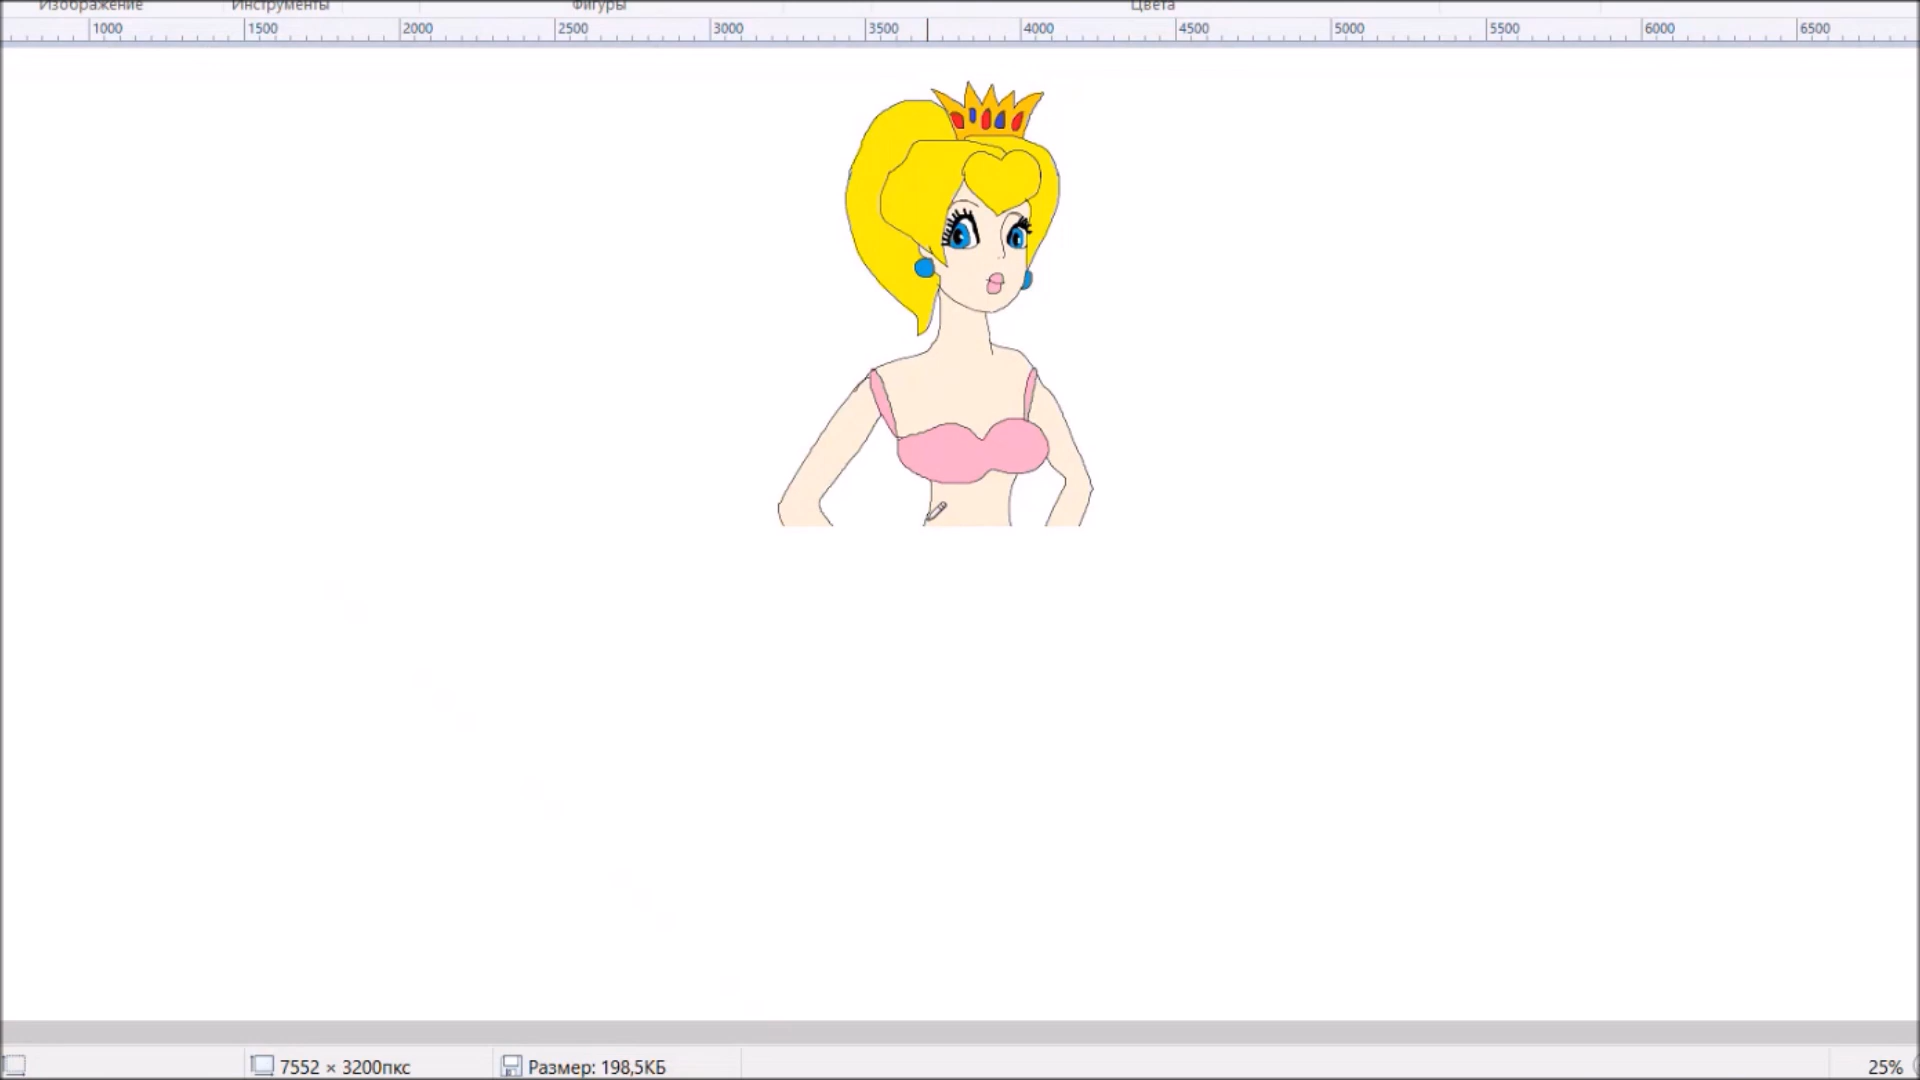 Изображение Инструменты Фигуры Цвета
1000 1500 2000 2500 3000 3500 4000 4500 5000 5500 6000 6500
7552 × 3200пкс Размер: 198,5КБ 25%